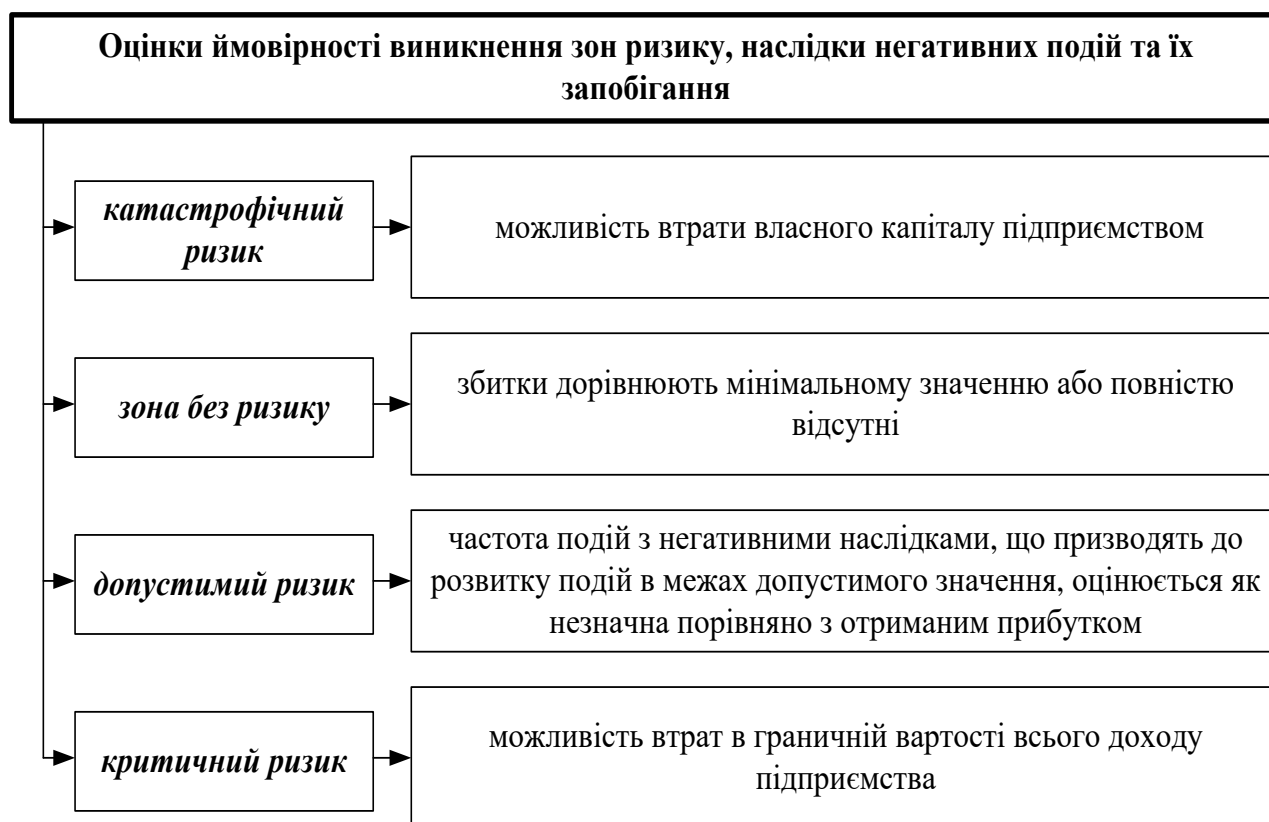 Оцінки ймовірності виникнення зон ризику, наслідки негативних подій та їх
запобігання
катастрофічний
ризик
можливість втрати власного капіталу підприємством
зона без ризику
збитки дорівнюють мінімальному значенню або повністю
відсутні
допустимий ризик
частота подій з негативними наслідками, що призводять до
розвитку подій в межах допустимого значення, оцінюється як
незначна порівняно з отриманим прибутком
критичний ризик
можливість втрат в граничній вартості всього доходу
підприємства